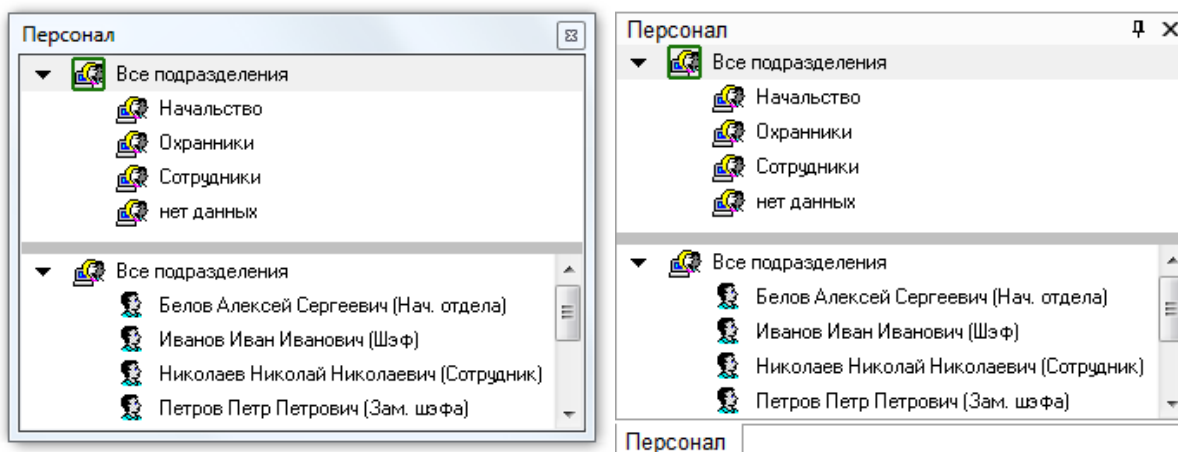 Персонал
Все подразделения
Начальство
Охранники
Сотрудники
нет данных
Все подразделения
Белов Алексей Сергеевич (Нач. отдела)
Иванов Иван Иванович (Шэф)
Николаев Николай Николаевич (Сотрудник)
Петров Петр Петрович (Зам. шэфа)
Персонал
Все подразделения
Начальство
Охранники
Сотрудники
нет данных
Все подразделения
Белов Алексей Сергеевич (Нач. отдела)
Иванов Иван Иванович (Шэф)
Николаев Николай Николаевич (Сотрудник)
Петров Петр Петрович (Зам. шэфа)
Персонал